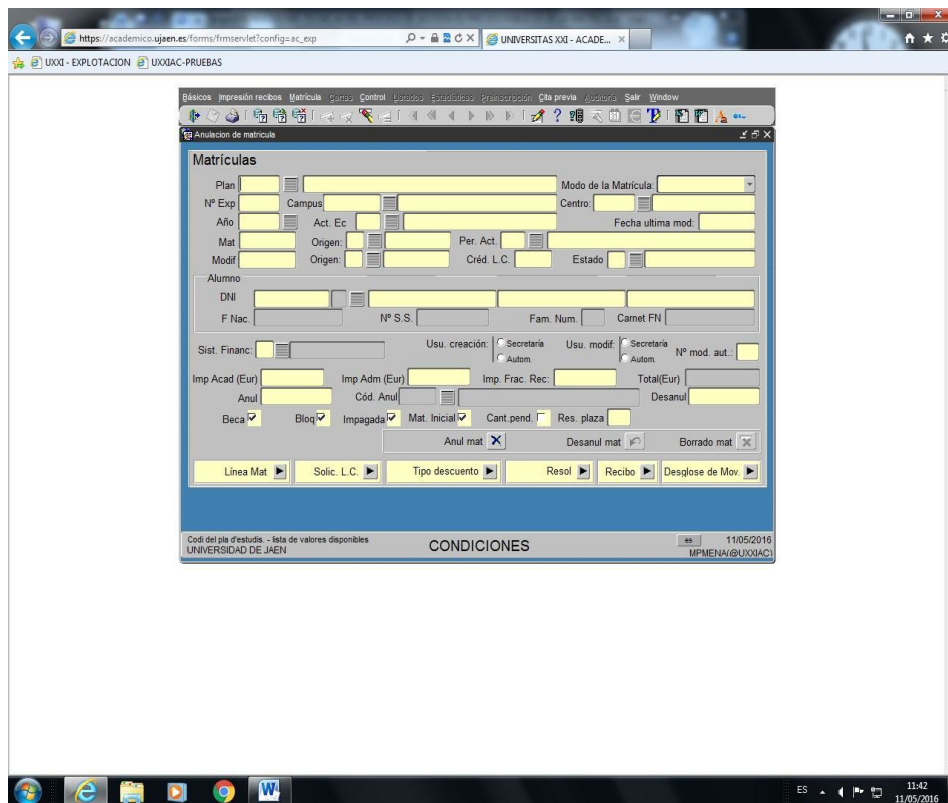 https://academico.ujaen.es/forms/frmservlet?config=ac_exp
UNIVERSITAS XXI - ACADE...
UXXI - EXPLOTACION UXXIAC-PRUEBAS
Básicos Impresión recibos Matrícula Cartas Control Listados Estadísticas Preinscripción Cita previa Auditoría Salir Window
Anulacion de matricula
Matrículas
Plan Modo de la Matrícula:
Nº Exp Campus Centro:
Año Act. Ec Fecha ultima mod:
Mat Origen: Per. Act.
Modif Origen: Créd. L.C. Estado
Alumno
DNI
F Nac. Nº S.S. Fam. Num. Carnet FN
Sist. Financ: Usu. creación: Secretaría Autom. Usu. modif: Secretaría Autom. Nº mod. aut.:
Imp Acad (Eur) Imp Adm (Eur) Imp. Frac. Rec: Total(Eur)
Anul Cód. Anul Desanul
Beca Bloq Impagada Mat. Inicial Cant.pend. Res. plaza
Anul mat Desanul mat Borrado mat
Línea Mat Solic. L.C. Tipo descuento Resol Recibo Desglose de Mov.
Codi del pla d'estudis. - lista de valores disponibles es 11/05/2016
UNIVERSIDAD DE JAEN CONDICIONES MPMENA(@UXXIAC)
ES 11:42
11/05/2016